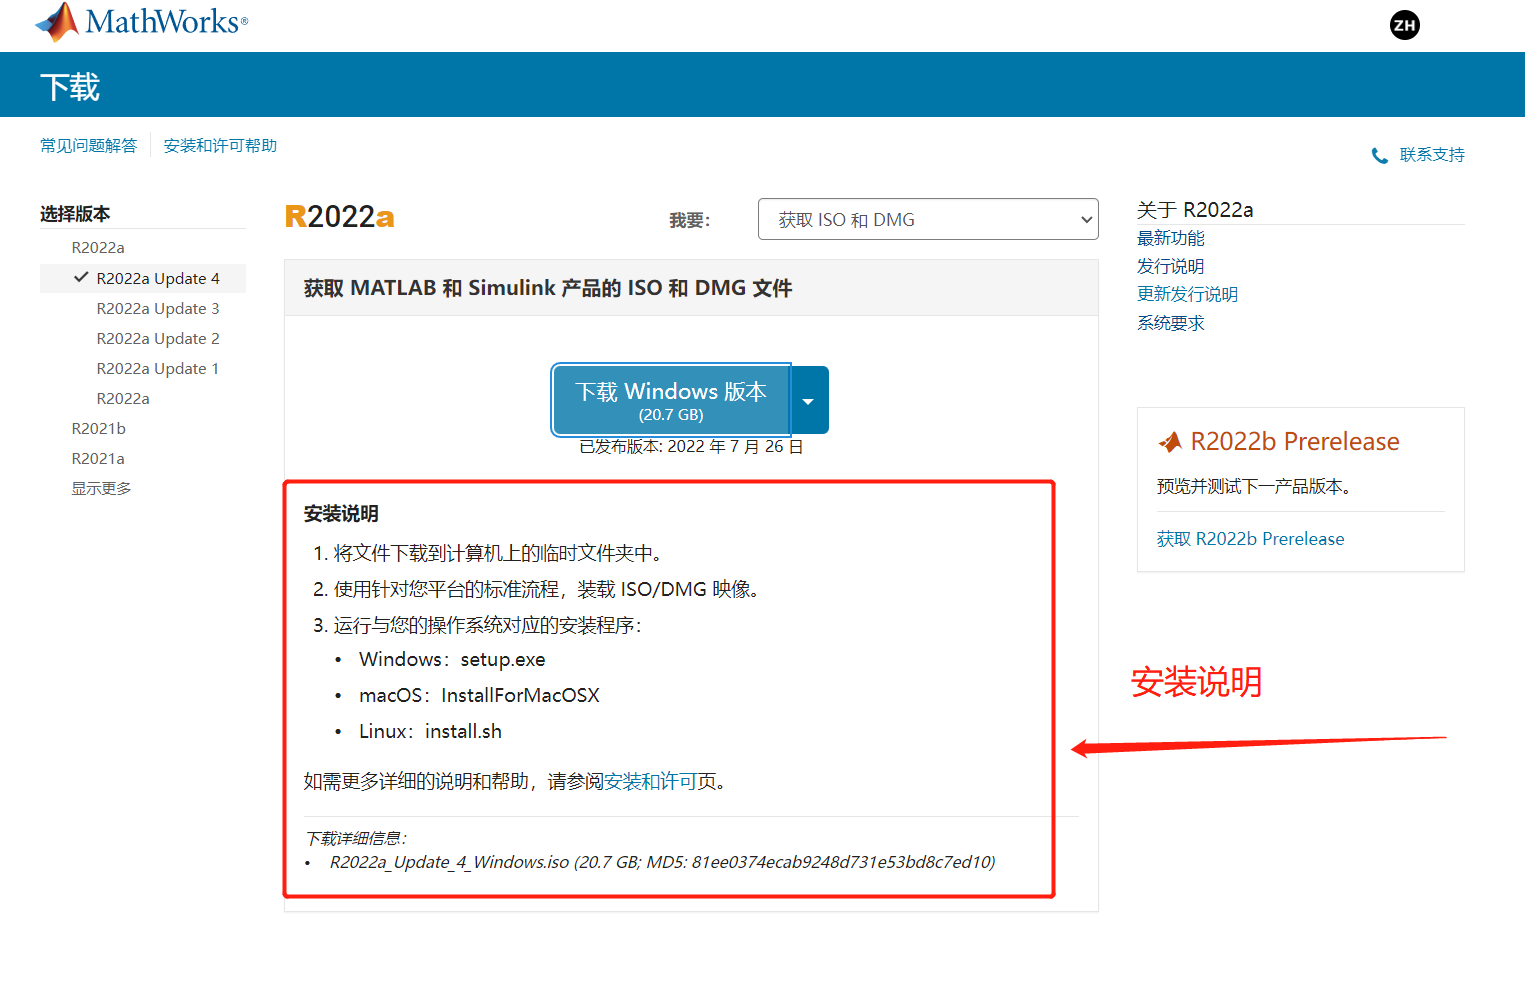 MathWorks®
ZH
下载
常见问题解答
安装和许可帮助
联系支持
选择版本
R2022a
R2022a Update 4
R2022a Update 3
R2022a Update 2
R2022a Update 1
R2022a
R2021b
R2021a
显示更多
R2022a
我要：
获取 ISO 和 DMG
获取 MATLAB 和 Simulink 产品的 ISO 和 DMG 文件
下载 Windows 版本
(20.7 GB)
已发布版本: 2022 年 7 月 26 日
安装说明
1. 将文件下载到计算机上的临时文件夹中。
2. 使用针对您平台的标准流程，装载 ISO/DMG 映像。
3. 运行与您的操作系统对应的安装程序：
• Windows：setup.exe
• macOS：InstallForMacOSX
• Linux：install.sh
如需更多详细的说明和帮助，请参阅安装和许可页。
下载详细信息：
• R2022a_Update_4_Windows.iso (20.7 GB; MD5: 81ee0374ecab9248d731e53bd8c7ed10)
关于 R2022a
最新功能
发行说明
更新发行说明
系统要求
R2022b Prerelease
预览并测试下一产品版本。
获取 R2022b Prerelease
安装说明